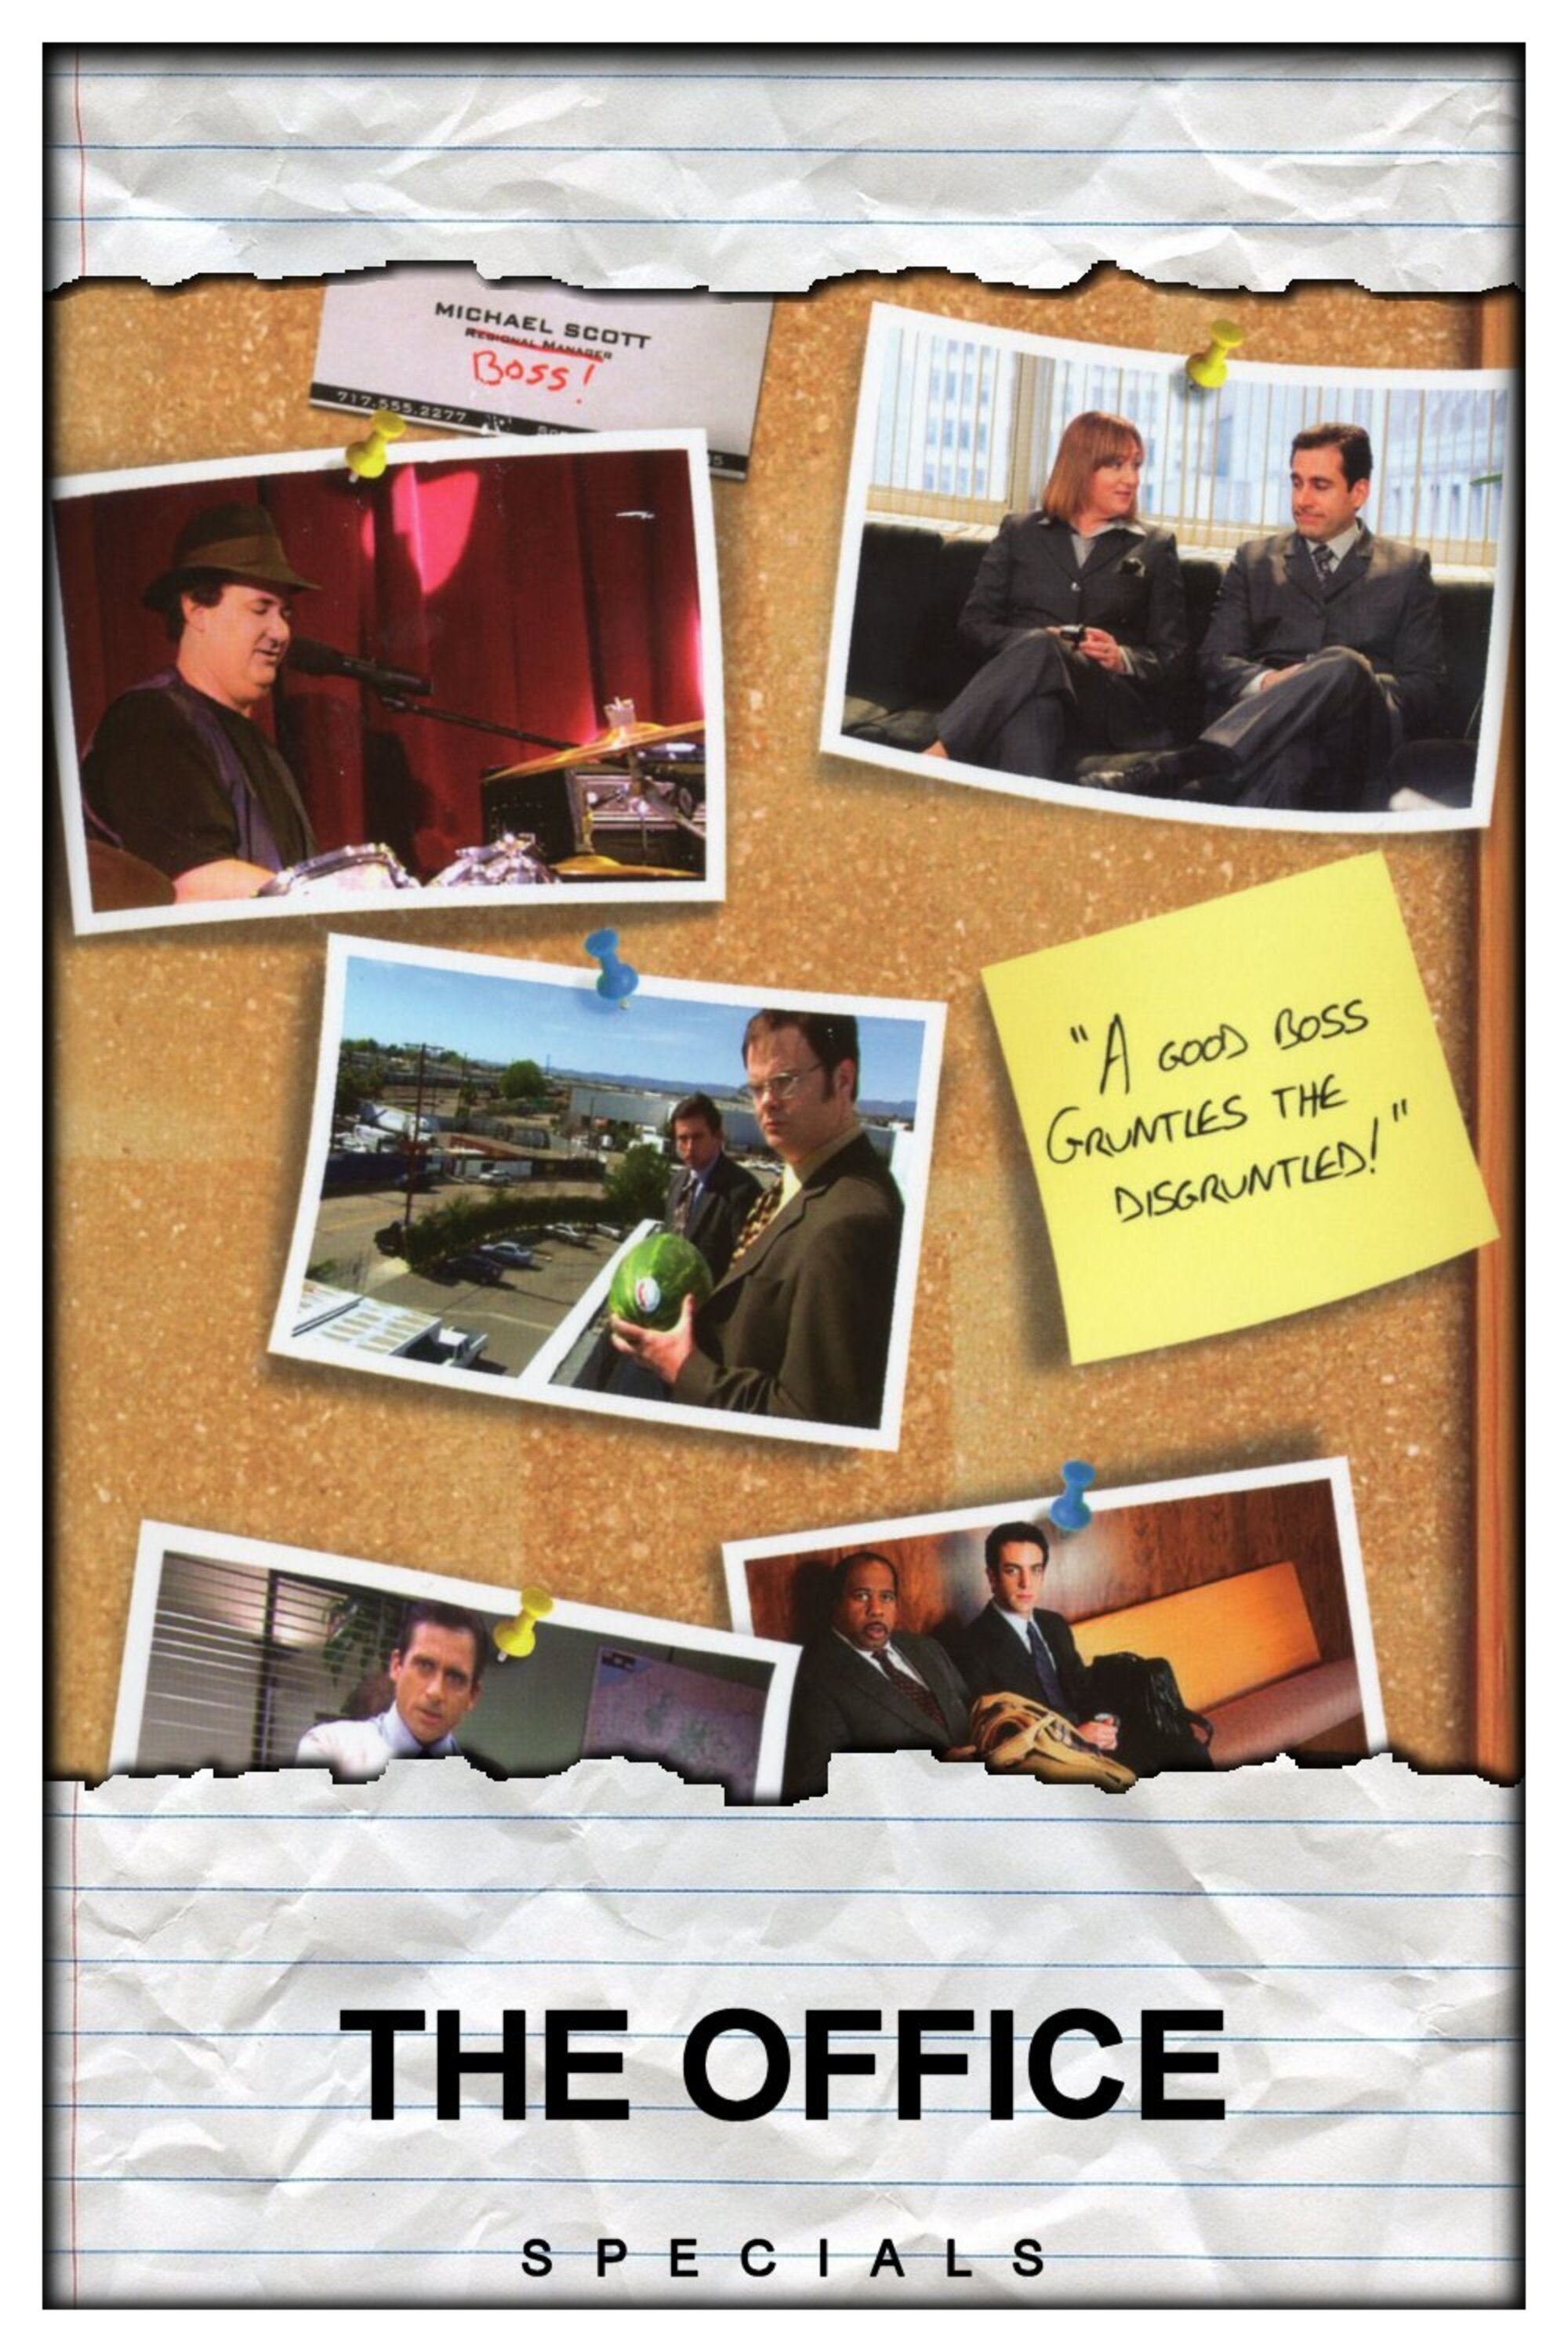 MICHAEL SCOTT
REGIONAL MANAGER
Boss!
717.555.2277
"A GOOD BOSS
GRUNTLES THE
DISGRUNTLED!"
THE OFFICE
SPECIALS